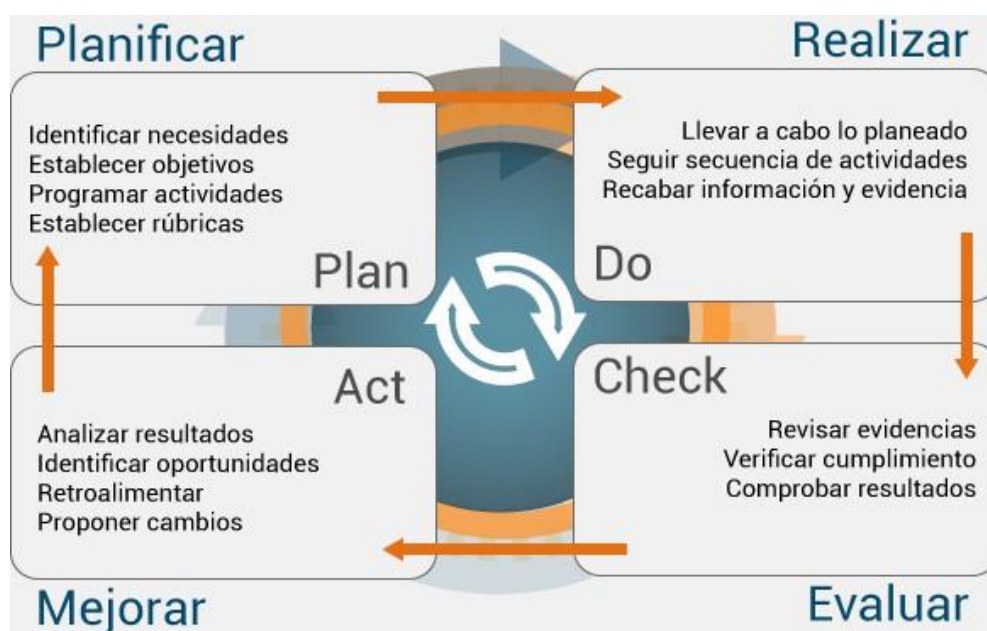 Planificar
Identificar necesidades
Establecer objetivos
Programar actividades
Establecer rúbricas
Plan
Realizar
Llevar a cabo lo planeado
Seguir secuencia de actividades
Recabar información y evidencia
Do
Check
Revisar evidencias
Verificar cumplimiento
Comprobar resultados
Evaluar
Act
Analizar resultados
Identificar oportunidades
Retroalimentar
Proponer cambios
Mejorar